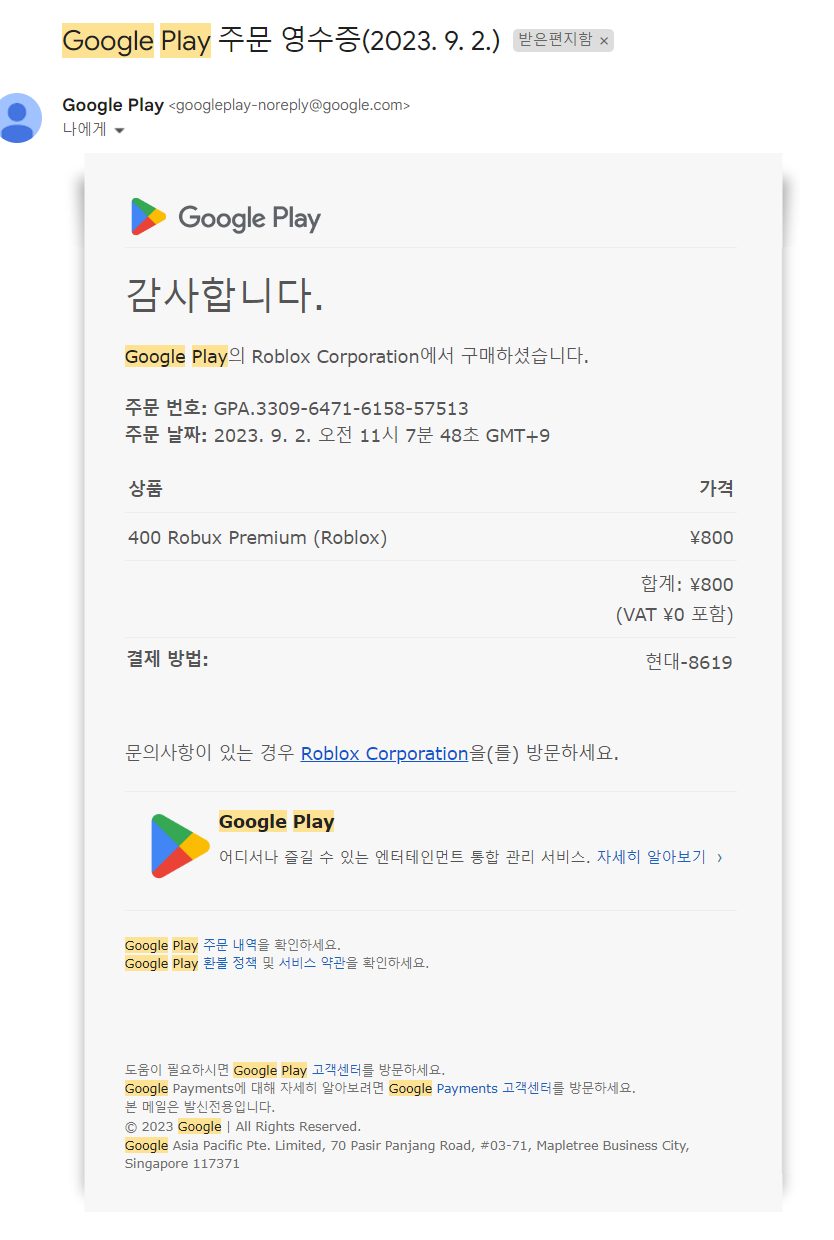 Google Play 주문 영수증(2023. 9. 2.) 받은편지함 ×
Google Play <googleplay-noreply@google.com>
나에게
Google Play
감사합니다.
Google Play의 Roblox Corporation에서 구매하셨습니다.
주문 번호: GPA.3309-6471-6158-57513
주문 날짜: 2023. 9. 2. 오전 11시 7분 48초 GMT+9
상품 가격
400 Robux Premium (Roblox) ¥800
합계: ¥800
(VAT ¥0 포함)
결제 방법: 현대-8619
문의사항이 있는 경우 Roblox Corporation을(를) 방문하세요.
Google Play
어디서나 즐길 수 있는 엔터테인먼트 통합 관리 서비스. 자세히 알아보기 ›
Google Play 주문 내역을 확인하세요.
Google Play 환불 정책 및 서비스 약관을 확인하세요.
도움이 필요하시면 Google Play 고객센터를 방문하세요.
Google Payments에 대해 자세히 알아보려면 Google Payments 고객센터를 방문하세요.
본 메일은 발신전용입니다.
© 2023 Google | All Rights Reserved.
Google Asia Pacific Pte. Limited, 70 Pasir Panjang Road, #03-71, Mapletree Business City,
Singapore 117371